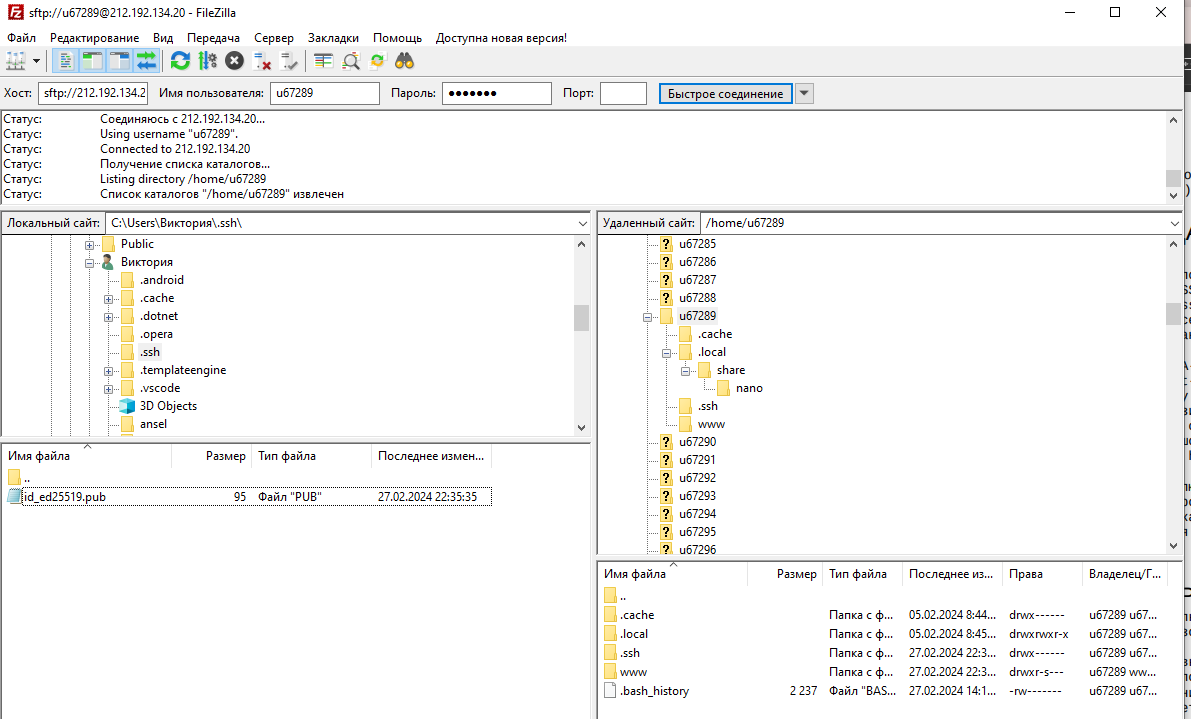 sftp://u67289@212.192.134.20 - FileZilla
Файл Редактирование Вид Передача Сервер Закладки Помощь Доступна новая версия!
Хост: sftp://212.192.134.2 Имя пользователя: u67289 Пароль: ●●●●●●● Порт: Быстрое соединение
Статус: Соединяюсь с 212.192.134.20...
Статус: Using username "u67289".
Статус: Connected to 212.192.134.20
Статус: Получение списка каталогов...
Статус: Listing directory /home/u67289
Статус: Список каталогов "/home/u67289" извлечен
Локальный сайт: C:\Users\Виктория\.ssh\
Public
Виктория
.android
.cache
.dotnet
.opera
.ssh
.templateengine
.vscode
3D Objects
ansel
Имя файла Размер Тип файла Последнее измен...
..
id_ed25519.pub 95 Файл "PUB" 27.02.2024 22:35:35
Удаленный сайт: /home/u67289
u67285
u67286
u67287
u67288
u67289
.cache
.local
share
nano
.ssh
www
u67290
u67291
u67292
u67293
u67294
u67295
u67296
Имя файла Размер Тип файла Последнее из... Права Владелец/Г...
..
.cache Папка с ф... 05.02.2024 8:44... drwx------ u67289 u67...
.local Папка с ф... 05.02.2024 8:45... drwxrwxr-x u67289 u67...
.ssh Папка с ф... 27.02.2024 22:3... drwx------ u67289 u67...
www Папка с ф... 27.02.2024 22:3... drwxr-s--- u67289 ww...
.bash_history 2 237 Файл "BAS... 27.02.2024 14:1... -rw------- u67289 u67...